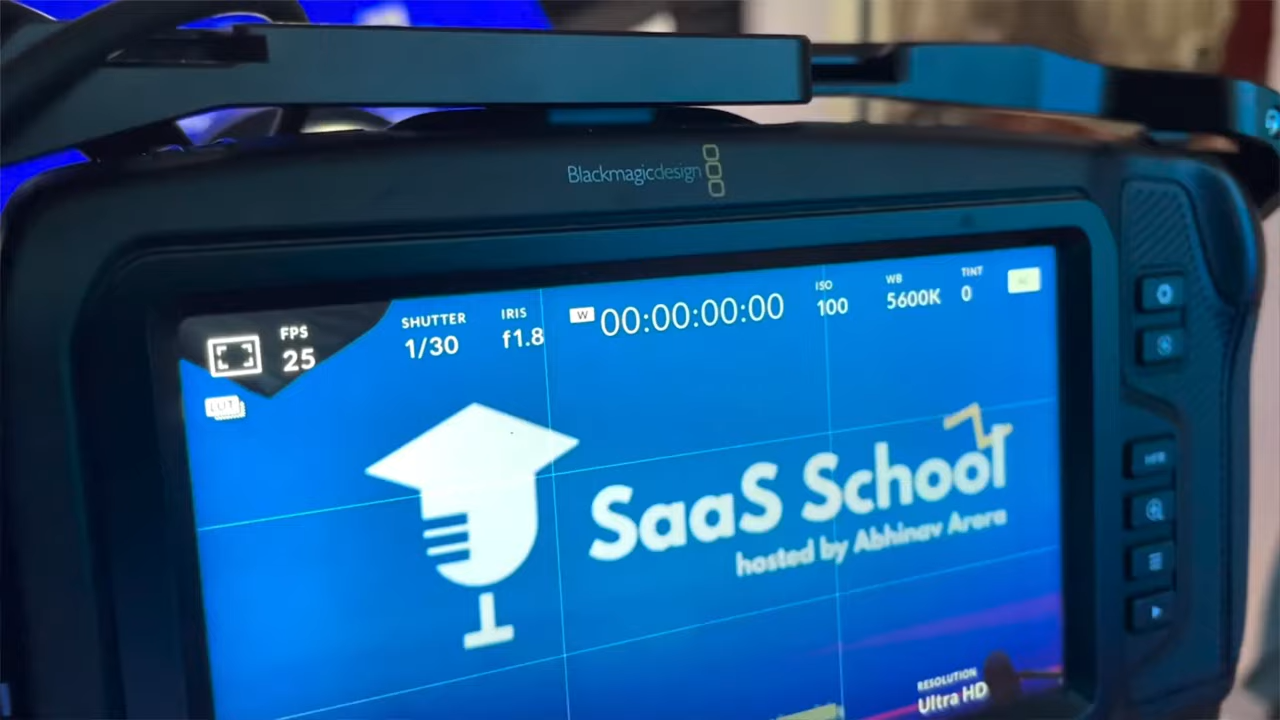 Blackmagicdesign
FPS
25
SHUTTER
1/30
IRIS
f1.8
W
00:00:00:00
ISO
100
WB
5600K
TINT
0
LUT
SaaS School
hosted by Abhinav Arora
HFR
RESOLUTION
Ultra HD